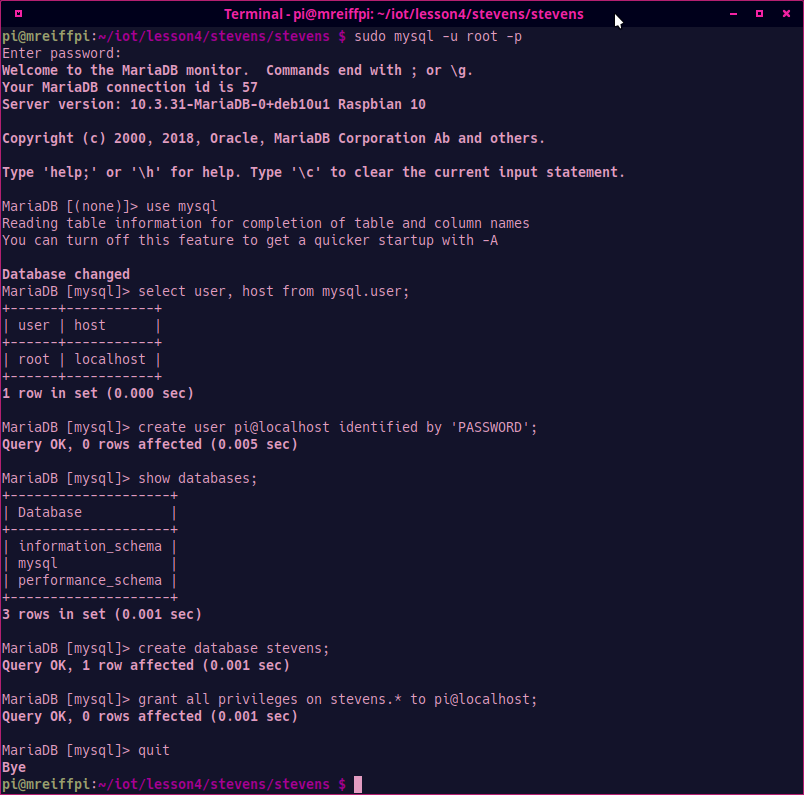 Terminal - pi@mreiffpi: ~/iot/lesson4/stevens/stevens
pi@mreiffpi:~/iot/lesson4/stevens/stevens $ sudo mysql -u root -p
Enter password:
Welcome to the MariaDB monitor.  Commands end with ; or \g.
Your MariaDB connection id is 57
Server version: 10.3.31-MariaDB-0+deb10u1 Raspbian 10

Copyright (c) 2000, 2018, Oracle, MariaDB Corporation Ab and others.

Type 'help;' or '\h' for help. Type '\c' to clear the current input statement.

MariaDB [(none)]> use mysql
Reading table information for completion of table and column names
You can turn off this feature to get a quicker startup with -A

Database changed
MariaDB [mysql]> select user, host from mysql.user;
+------+-----------+
| user | host      |
+------+-----------+
| root | localhost |
+------+-----------+
1 row in set (0.000 sec)

MariaDB [mysql]> create user pi@localhost identified by 'PASSWORD';
Query OK, 0 rows affected (0.005 sec)

MariaDB [mysql]> show databases;
+--------------------+
| Database           |
+--------------------+
| information_schema |
| mysql              |
| performance_schema |
+--------------------+
3 rows in set (0.001 sec)

MariaDB [mysql]> create database stevens;
Query OK, 1 row affected (0.001 sec)

MariaDB [mysql]> grant all privileges on stevens.* to pi@localhost;
Query OK, 0 rows affected (0.001 sec)

MariaDB [mysql]> quit
Bye
pi@mreiffpi:~/iot/lesson4/stevens/stevens $